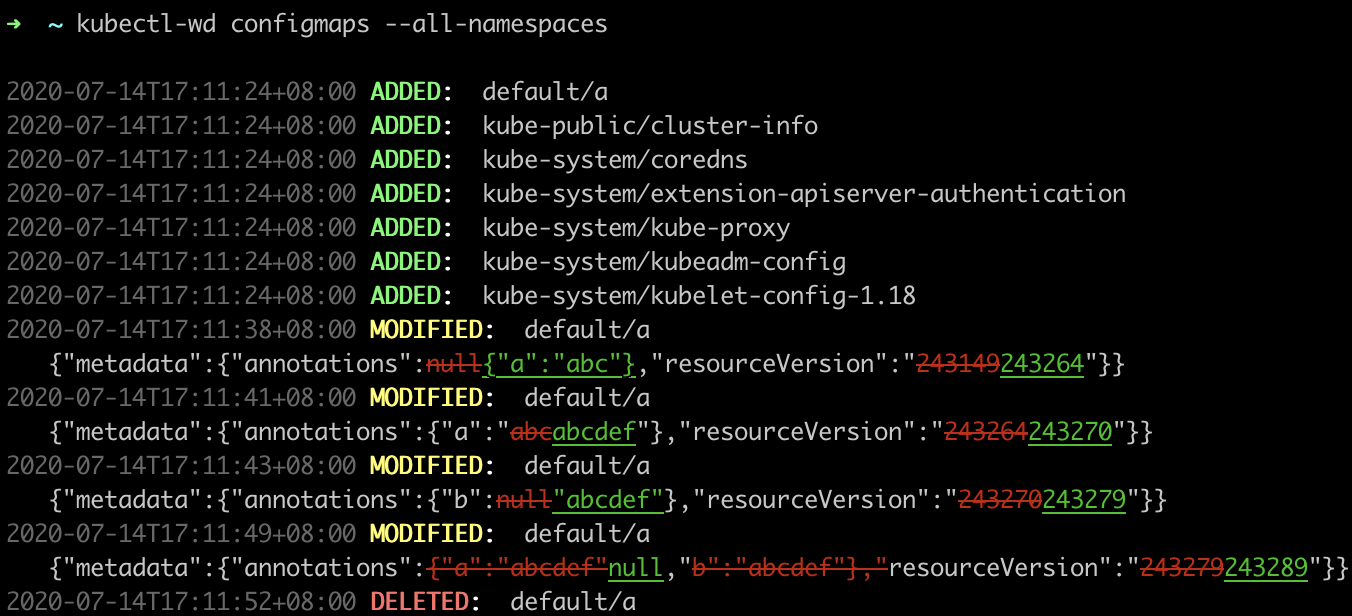 ➜  ~ kubectl-wd configmaps --all-namespaces
2020-07-14T17:11:24+08:00 ADDED:  default/a
2020-07-14T17:11:24+08:00 ADDED:  kube-public/cluster-info
2020-07-14T17:11:24+08:00 ADDED:  kube-system/coredns
2020-07-14T17:11:24+08:00 ADDED:  kube-system/extension-apiserver-authentication
2020-07-14T17:11:24+08:00 ADDED:  kube-system/kube-proxy
2020-07-14T17:11:24+08:00 ADDED:  kube-system/kubeadm-config
2020-07-14T17:11:24+08:00 ADDED:  kube-system/kubelet-config-1.18
2020-07-14T17:11:38+08:00 MODIFIED:  default/a
{"metadata":{"annotations":null{"a":"abc"},"resourceVersion":"243149243264"}}
2020-07-14T17:11:41+08:00 MODIFIED:  default/a
{"metadata":{"annotations":{"a":"abcabcdef"},"resourceVersion":"243264243270"}}
2020-07-14T17:11:43+08:00 MODIFIED:  default/a
{"metadata":{"annotations":{"b":null"abcdef"},"resourceVersion":"243270243279"}}
2020-07-14T17:11:49+08:00 MODIFIED:  default/a
{"metadata":{"annotations":{"a":"abcdef"null,"b":"abcdef"},"resourceVersion":"243279243289"}}
2020-07-14T17:11:52+08:00 DELETED:  default/a